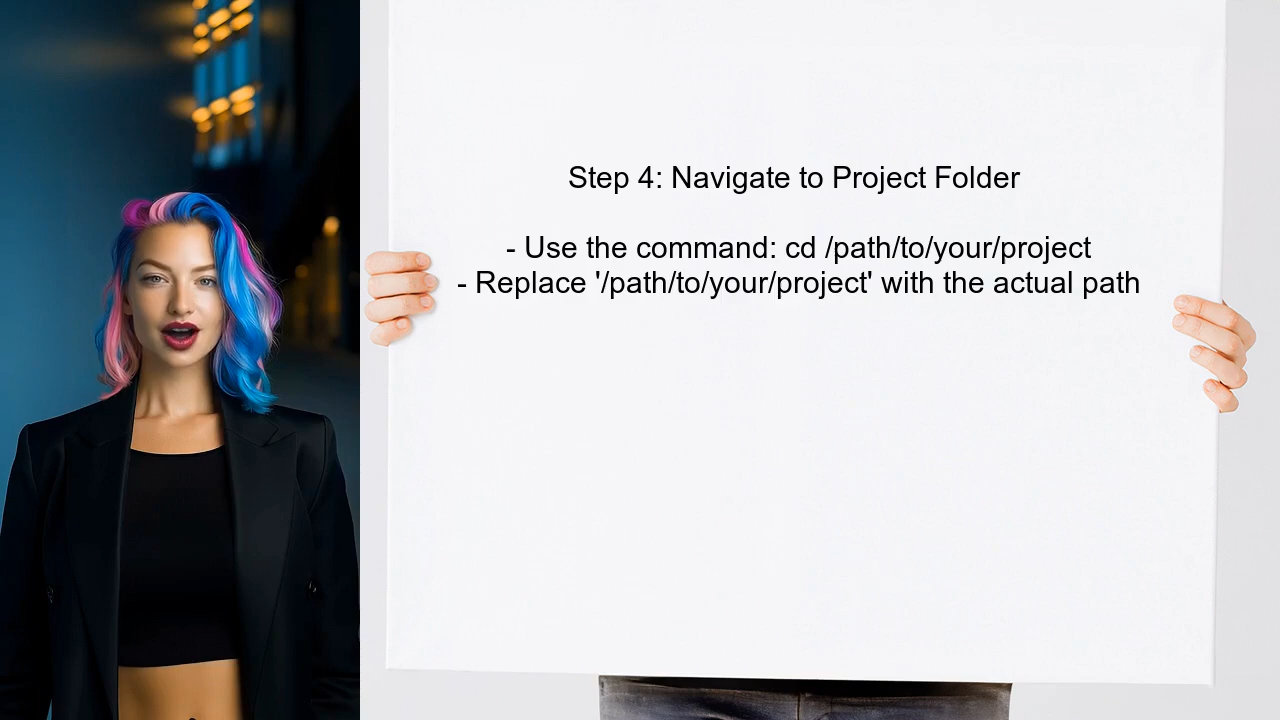 Step 4: Navigate to Project Folder
- Use the command: cd /path/to/your/project
- Replace '/path/to/your/project' with the actual path